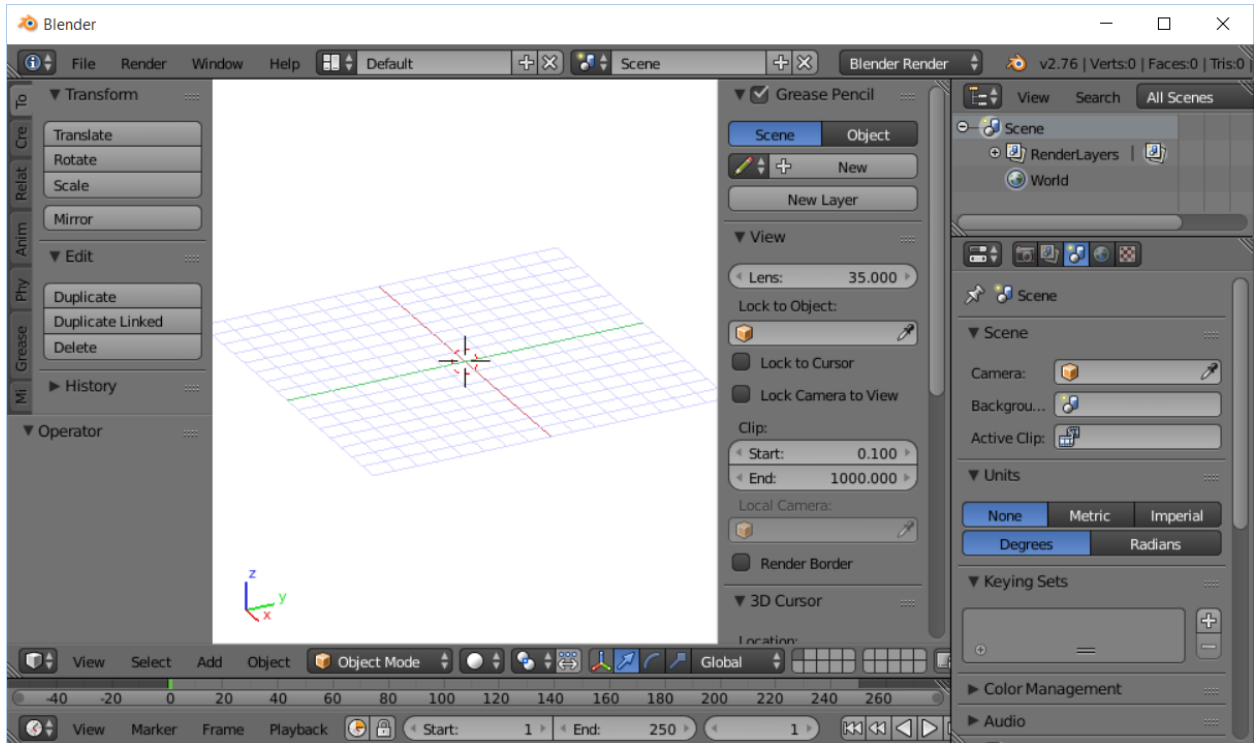 Blender
File Render Window Help Default Scene Blender Render v2.76 | Verts:0 | Faces:0 | Tris:0
Transform
Translate
Rotate
Scale
Mirror
Edit
Duplicate
Duplicate Linked
Delete
History
Operator
To
Cre
Relat
Anim
Phy
Grease
Mi
z
y
x
Grease Pencil
Scene Object
New
New Layer
View
Lens: 35.000
Lock to Object:
Lock to Cursor
Lock Camera to View
Clip:
Start: 0.100
End: 1000.000
Local Camera:
Render Border
3D Cursor
Location:
View Search All Scenes
Scene
RenderLayers |
World
Scene
Scene
Camera:
Backgrou...
Active Clip:
Units
None Metric Imperial
Degrees Radians
Keying Sets
Color Management
Audio
View Select Add Object Object Mode Global
-40 -20 0 20 40 60 80 100 120 140 160 180 200 220 240 260
View Marker Frame Playback Start: 1 End: 250 1